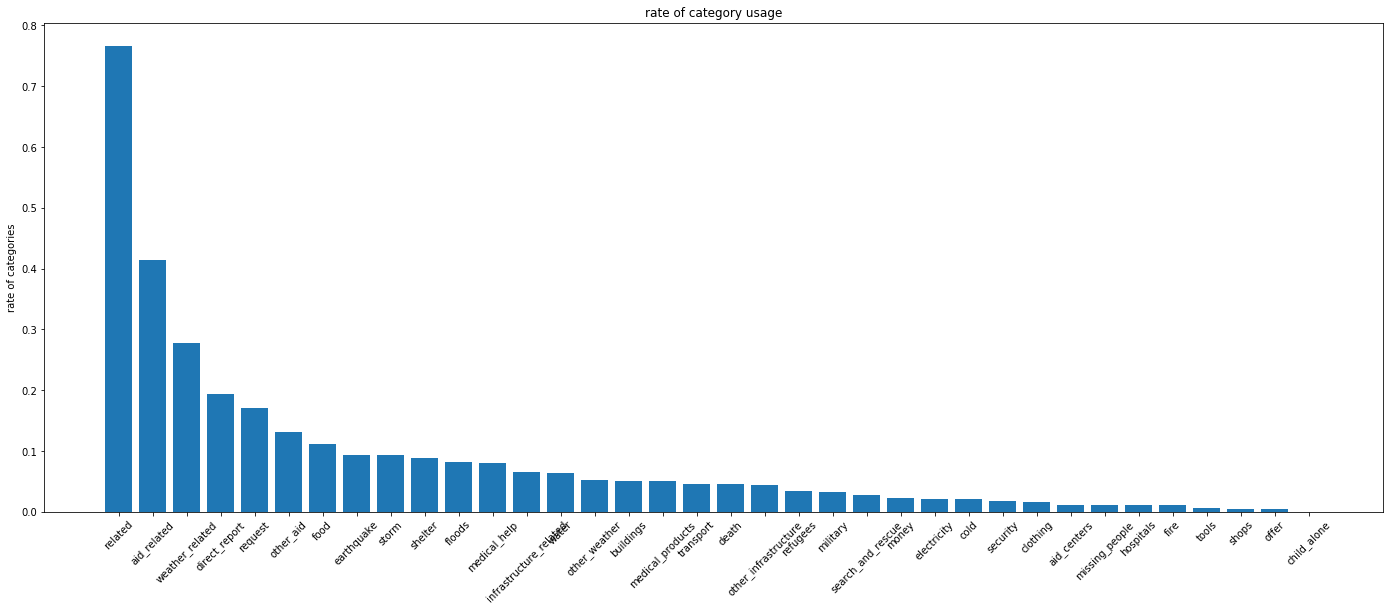 rate of category usage
rate of categories
0.8
0.7
0.6
0.5
0.4
0.3
0.2
0.1
0.0
related
aid_related
weather_related
direct_report
request
other_aid
food
earthquake
storm
shelter
floods
medical_help
infrastructure_related
water
other_weather
buildings
medical_products
transport
death
other_infrastructure
refugees
military
search_and_rescue
money
electricity
cold
security
clothing
aid_centers
missing_people
hospitals
fire
tools
shops
offer
child_alone